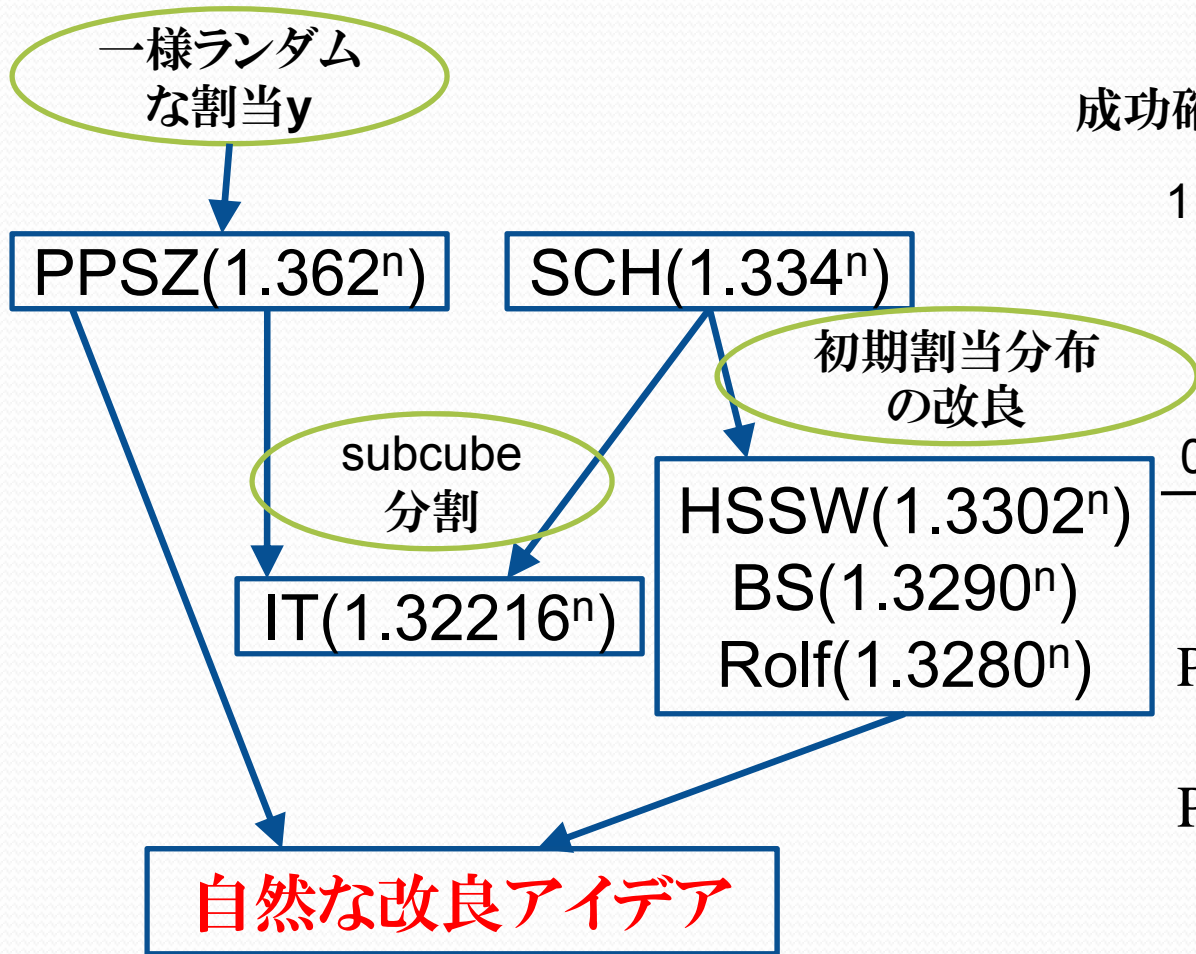 一様ランダム
な割当y
成功確
1
PPSZ(1.362ⁿ)
SCH(1.334ⁿ)
初期割当分布
の改良
subcube
分割
0
HSSW(1.3302ⁿ)
BS(1.3290ⁿ)
Rolf(1.3280ⁿ)
IT(1.32216ⁿ)
P
P
自然な改良アイデア